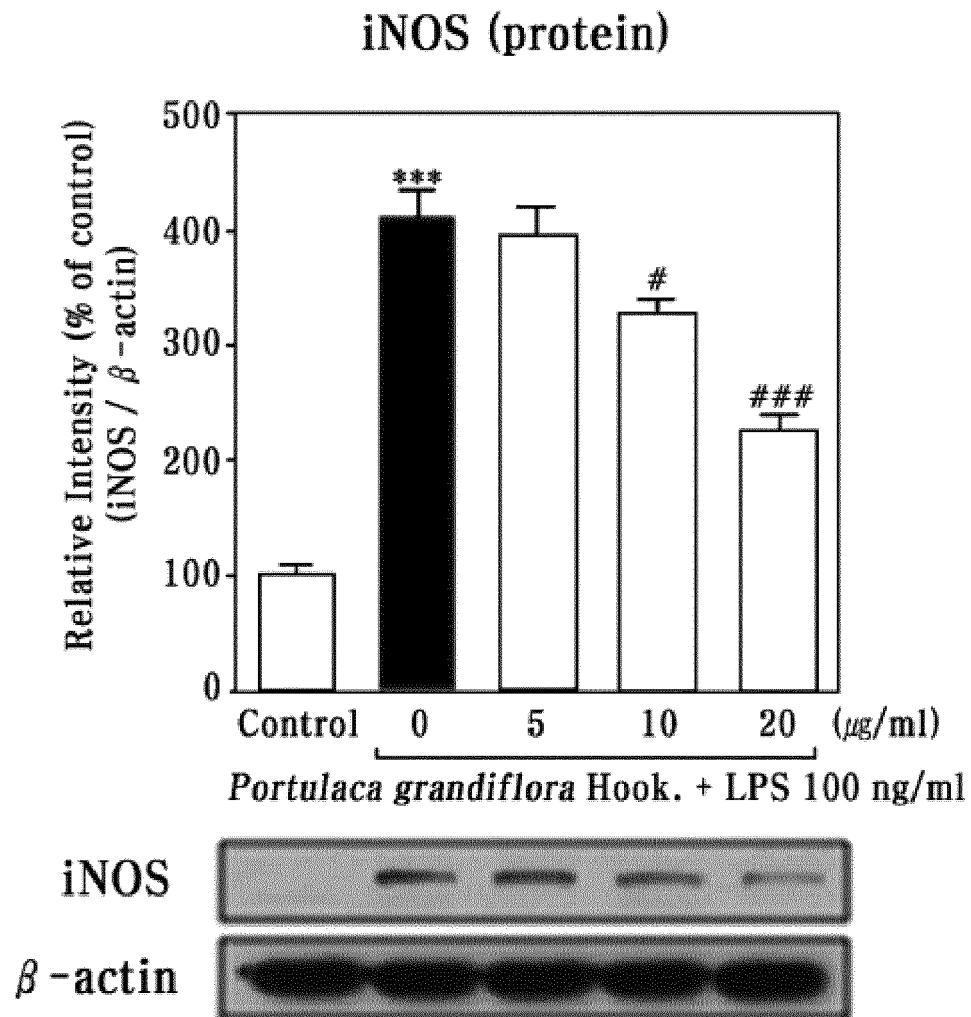 iNOS (protein)
Relative Intensity (% of control)
(iNOS / β-actin)
500
400
300
200
100
0
***
#
###
Control 0 5 10 20 (μg/ml)
Portulaca grandiflora Hook. + LPS 100 ng/ml
iNOS
β-actin